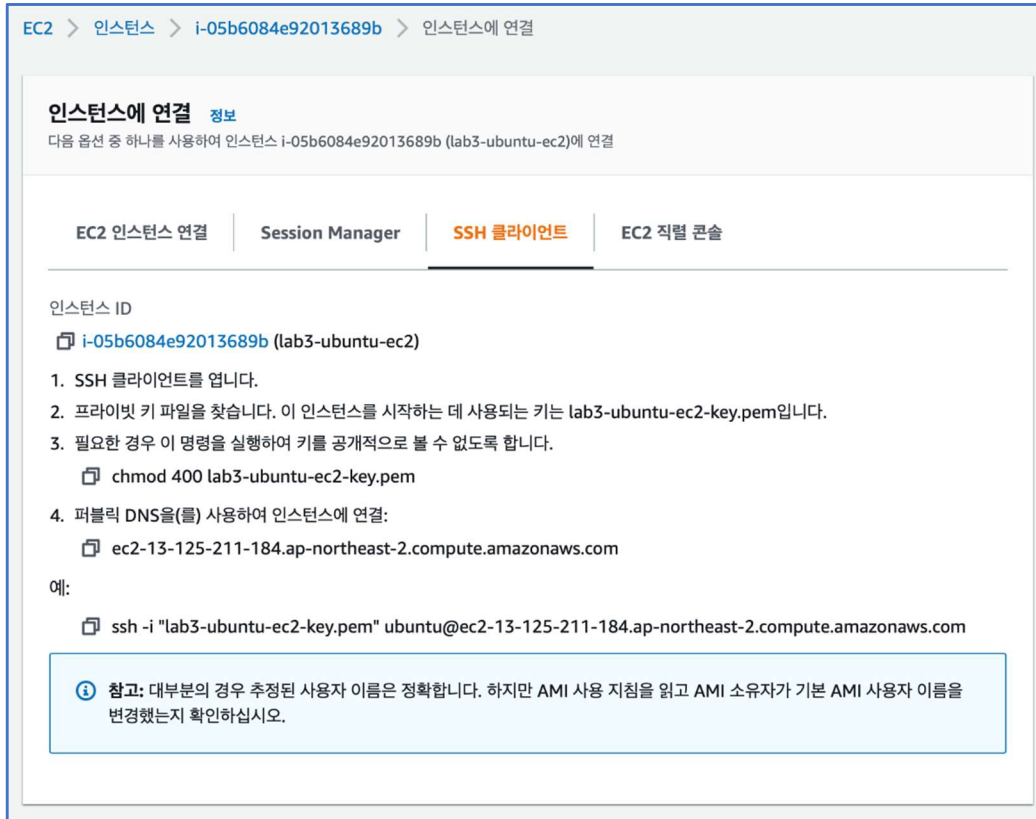 EC2 > 인스턴스 > i-05b6084e92013689b > 인스턴스에 연결
인스턴스에 연결 정보
다음 옵션 중 하나를 사용하여 인스턴스 i-05b6084e92013689b (lab3-ubuntu-ec2)에 연결
EC2 인스턴스 연결 Session Manager SSH 클라이언트 EC2 직렬 콘솔
인스턴스 ID
i-05b6084e92013689b (lab3-ubuntu-ec2)
1. SSH 클라이언트를 엽니다.
2. 프라이빗 키 파일을 찾습니다. 이 인스턴스를 시작하는 데 사용되는 키는 lab3-ubuntu-ec2-key.pem입니다.
3. 필요한 경우 이 명령을 실행하여 키를 공개적으로 볼 수 없도록 합니다.
chmod 400 lab3-ubuntu-ec2-key.pem
4. 퍼블릭 DNS을(를) 사용하여 인스턴스에 연결:
ec2-13-125-211-184.ap-northeast-2.compute.amazonaws.com
예:
ssh -i "lab3-ubuntu-ec2-key.pem" ubuntu@ec2-13-125-211-184.ap-northeast-2.compute.amazonaws.com
참고: 대부분의 경우 추정된 사용자 이름은 정확합니다. 하지만 AMI 사용 지침을 읽고 AMI 소유자가 기본 AMI 사용자 이름을
변경했는지 확인하십시오.